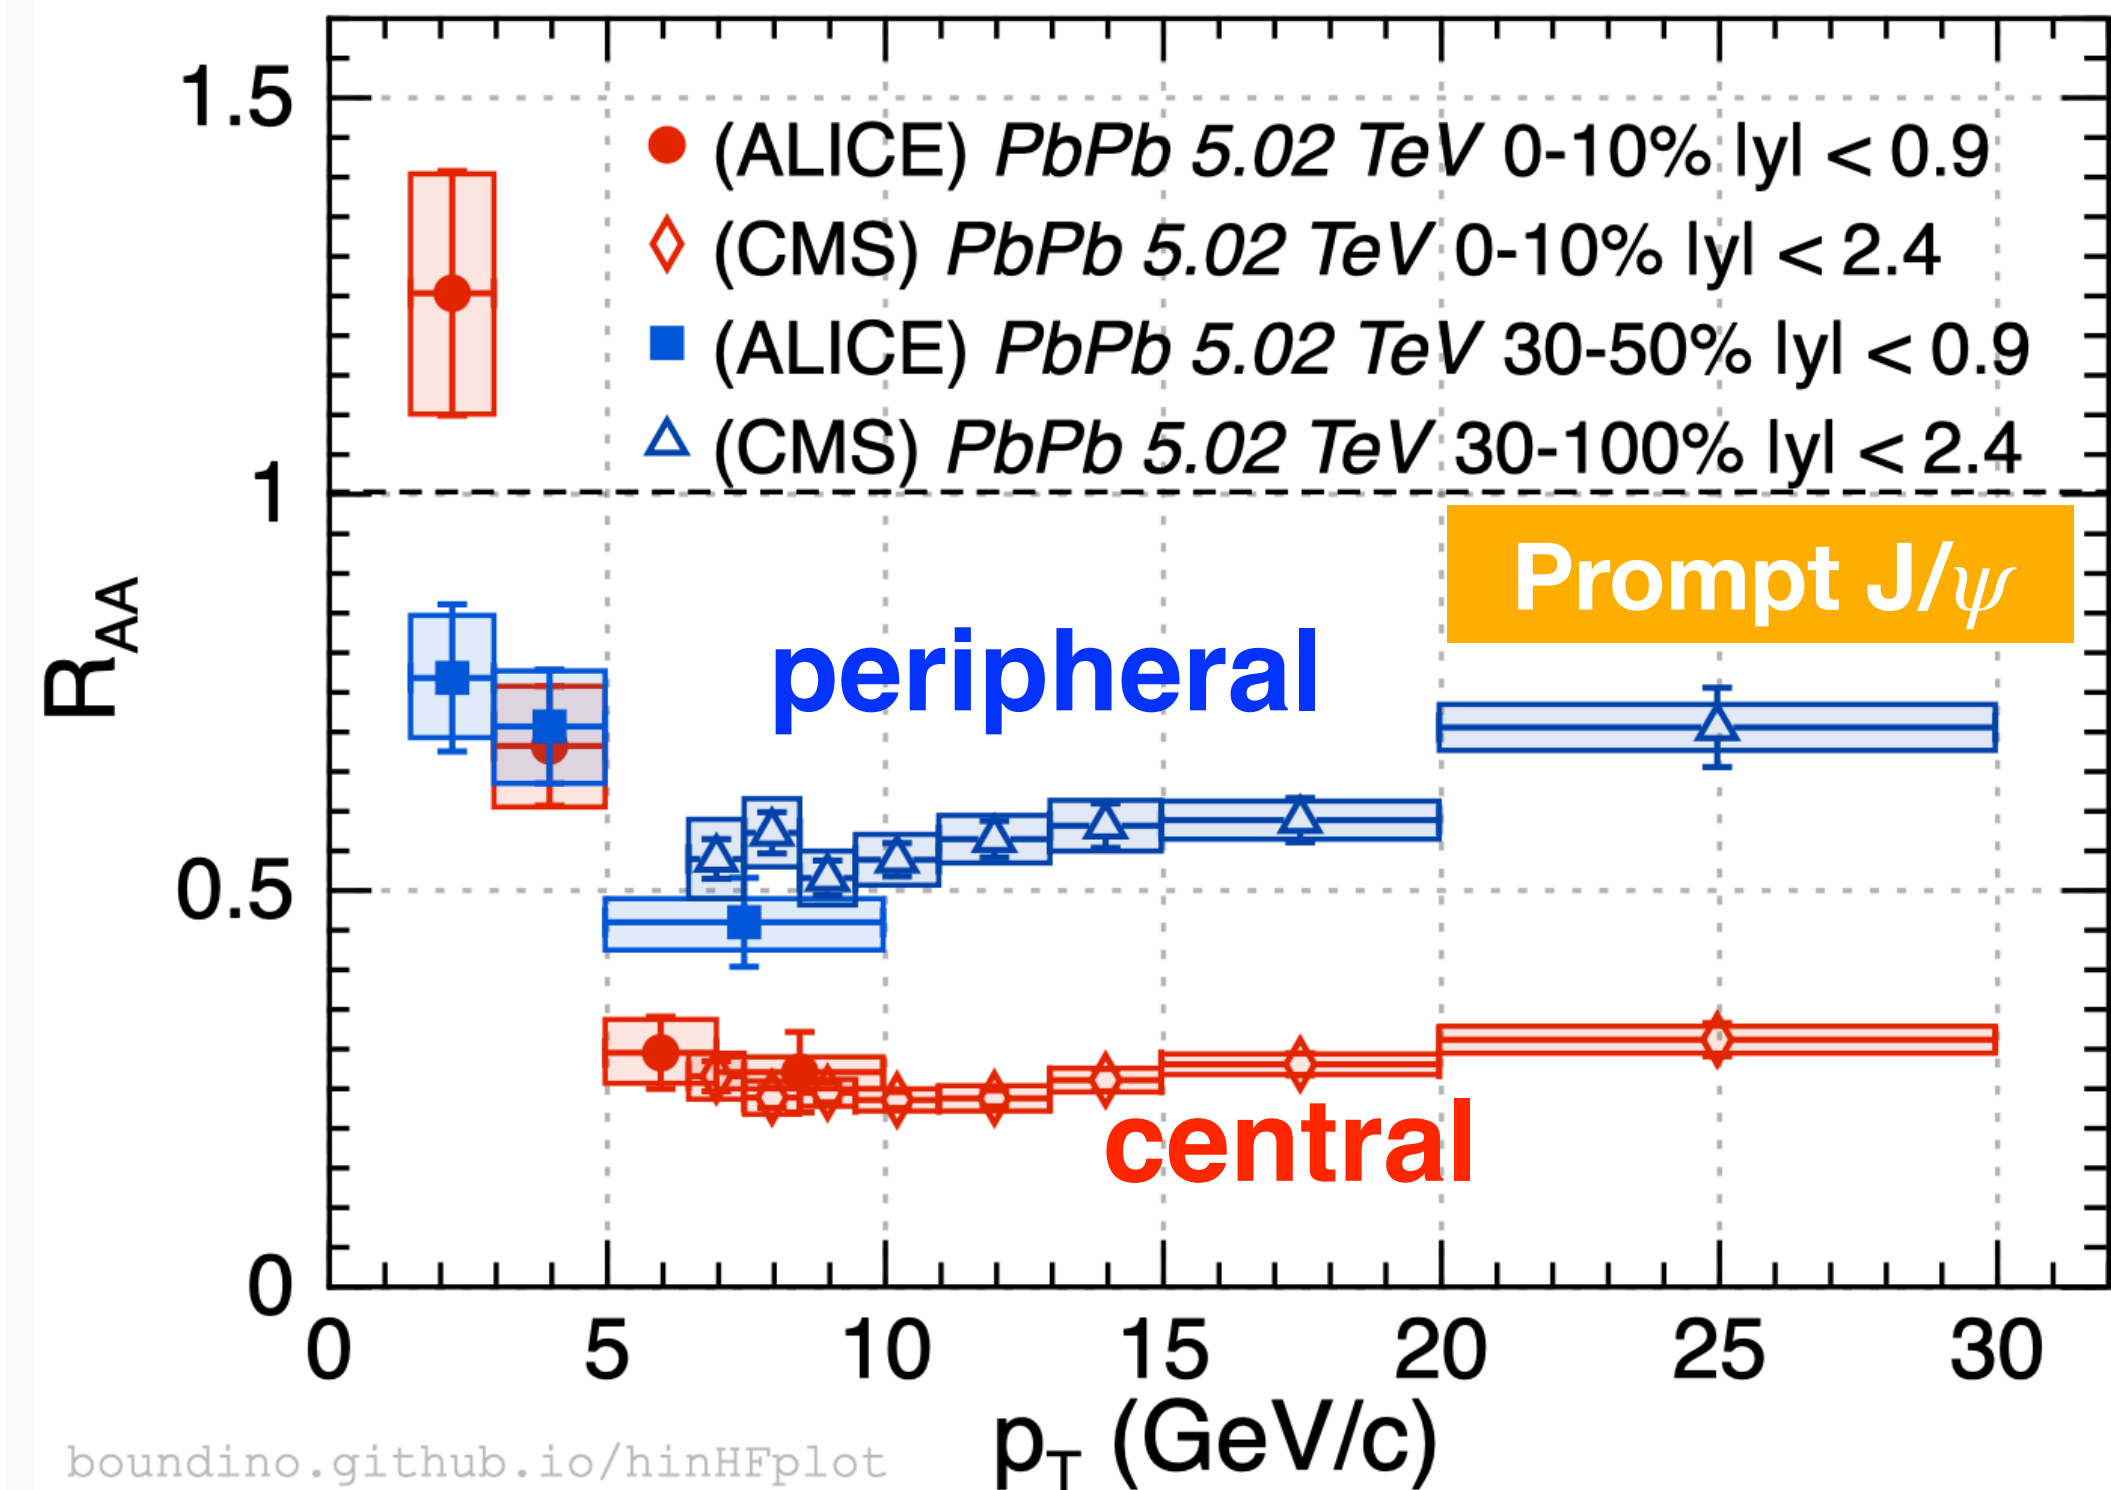 1.5
(ALICE) PbPb 5.02 TeV 0-10% |y| < 0.9
(CMS) PbPb 5.02 TeV 0-10% |y| < 2.4
(ALICE) PbPb 5.02 TeV 30-50% |y| < 0.9
(CMS) PbPb 5.02 TeV 30-100% |y| < 2.4
1
Prompt J/ψ
R_AA
peripheral
0.5
central
0
0 5 10 15 20 25 30
p_T (GeV/c)
boundino.github.io/hinHFplot